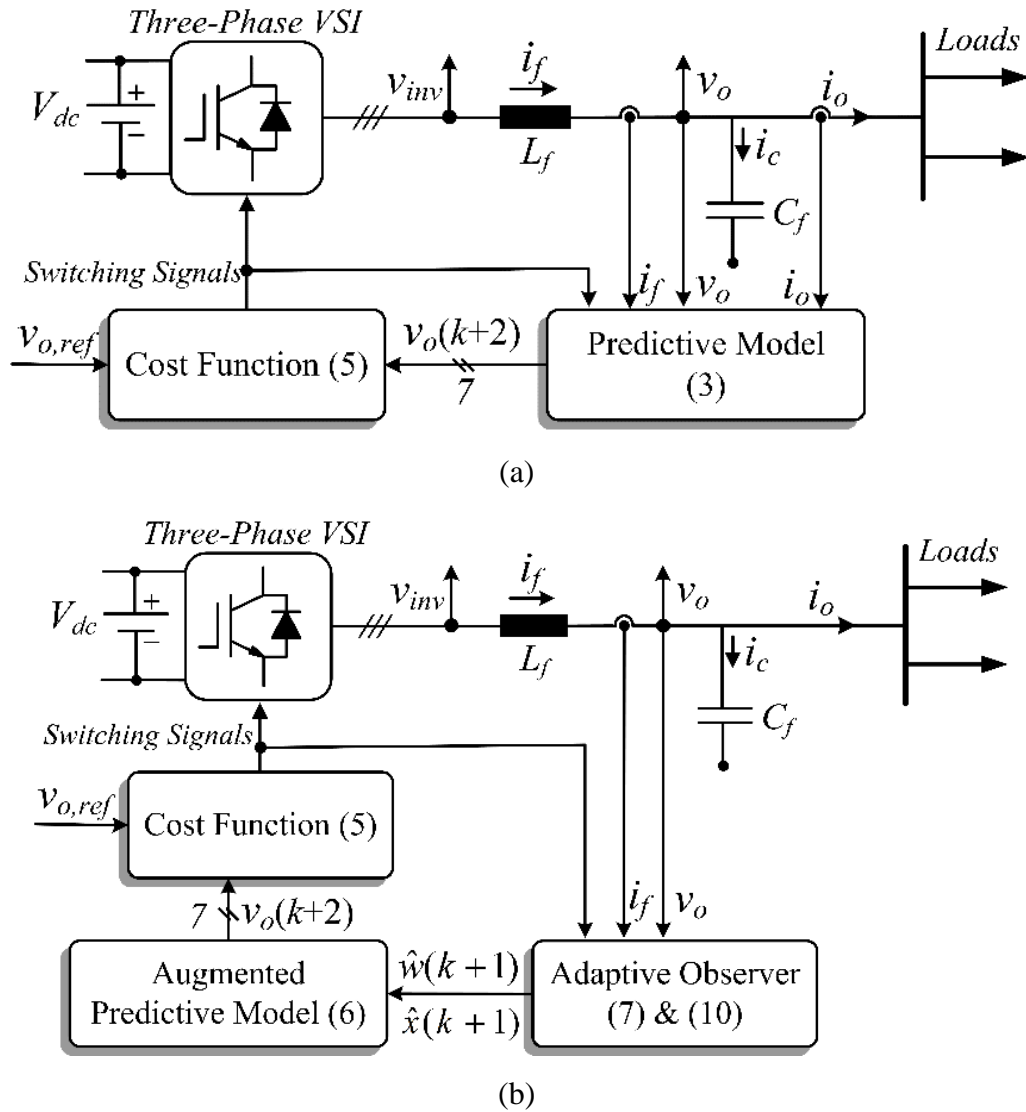 Three-Phase VSI
V_dc
+
−
v_inv
i_f
L_f
v_o
i_o
i_c
C_f
Loads
Switching Signals
i_f
v_o
i_o
v_o,ref
Cost Function (5)
v_o(k+2)
7
Predictive Model
(3)
(a)
Three-Phase VSI
V_dc
+
−
v_inv
i_f
L_f
v_o
i_o
i_c
C_f
Loads
Switching Signals
v_o,ref
Cost Function (5)
i_f
v_o
7
v_o(k+2)
Augmented
Predictive Model (6)
ŵ(k+1)
x̂(k+1)
Adaptive Observer
(7) & (10)
(b)